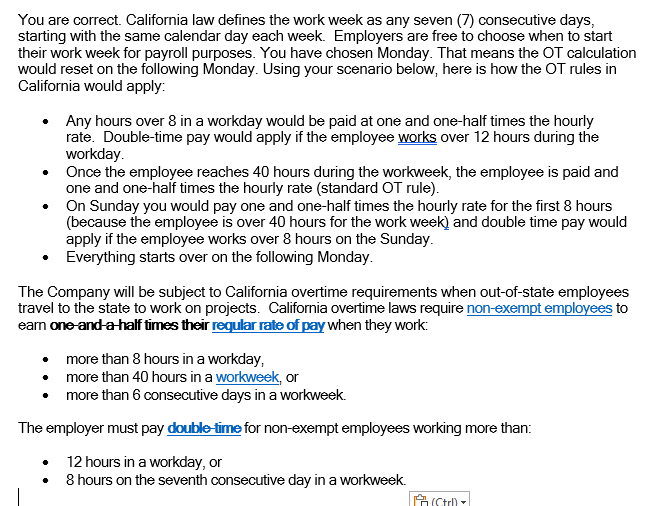 You are correct. California law defines the work week as any seven (7) consecutive days,
starting with the same calendar day each week.  Employers are free to choose when to start
their work week for payroll purposes. You have chosen Monday. That means the OT calculation
would reset on the following Monday. Using your scenario below, here is how the OT rules in
California would apply:
• Any hours over 8 in a workday would be paid at one and one-half times the hourly
rate.  Double-time pay would apply if the employee works over 12 hours during the
workday.
• Once the employee reaches 40 hours during the workweek, the employee is paid and
one and one-half times the hourly rate (standard OT rule).
• On Sunday you would pay one and one-half times the hourly rate for the first 8 hours
(because the employee is over 40 hours for the work week) and double time pay would
apply if the employee works over 8 hours on the Sunday.
• Everything starts over on the following Monday.
The Company will be subject to California overtime requirements when out-of-state employees
travel to the state to work on projects.  California overtime laws require non-exempt employees to
earn one-and-a-half times their regular rate of pay when they work:
• more than 8 hours in a workday,
• more than 40 hours in a workweek, or
• more than 6 consecutive days in a workweek.
The employer must pay double-time for non-exempt employees working more than:
• 12 hours in a workday, or
• 8 hours on the seventh consecutive day in a workweek.
(Ctrl)